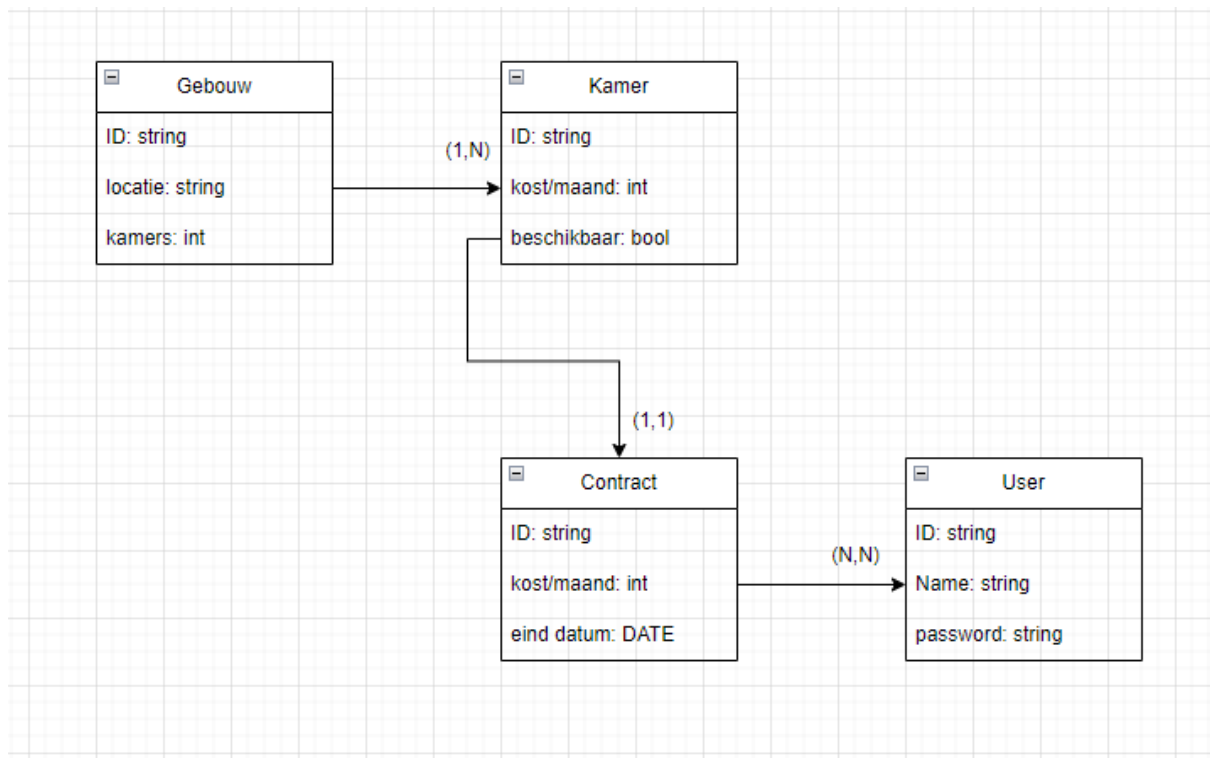 Gebouw
ID: string
locatie: string
kamers: int
(1,N)
Kamer
ID: string
kost/maand: int
beschikbaar: bool
(1,1)
Contract
ID: string
kost/maand: int
eind datum: DATE
(N,N)
User
ID: string
Name: string
password: string